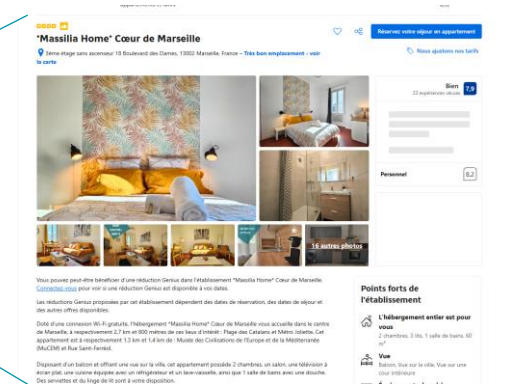 "Massilia Home" Cœur de Marseille
Réservez votre séjour en appartement
3ème étage sans ascenseur 18 Boulevard des Dames, 13002 Marseille, France – Très bon emplacement - voir
la carte
Nous ajustons nos tarifs
Bien
22 expériences vécues
7,9
Personnel
8,2
16 autres photos
Vous pouvez peut-être bénéficier d'une réduction Genius dans l'établissement "Massilia Home" Cœur de Marseille.
Connectez-vous pour voir si une réduction Genius est disponible à vos dates.
Les réductions Genius proposées par cet établissement dépendent des dates de réservation, des dates de séjour et
des autres offres disponibles.
Doté d'une connexion Wi-Fi gratuite, l'hébergement "Massilia Home" Cœur de Marseille vous accueille dans le centre
de Marseille, à respectivement 2,7 km et 800 mètres de ces lieux d'intérêt : Plage des Catalans et Métro Joliette. Cet
appartement est à respectivement 1,3 km et 1,4 km de : Musée des Civilisations de l'Europe et de la Méditerranée
(MuCEM) et Rue Saint-Ferréol.
Disposant d'un balcon et offrant une vue sur la ville, cet appartement possède 2 chambres, un salon, une télévision à
écran plat, une cuisine équipée avec un réfrigérateur et un lave-vaisselle, ainsi que 1 salle de bains avec une douche.
Des serviettes et du linge de lit sont à votre disposition.
Points forts de
l'établissement
L'hébergement entier est pour
vous
2 chambres, 3 lits, 1 salle de bains, 60
m²
Vue
Balcon, Vue sur la ville, Vue sur une
cour intérieure